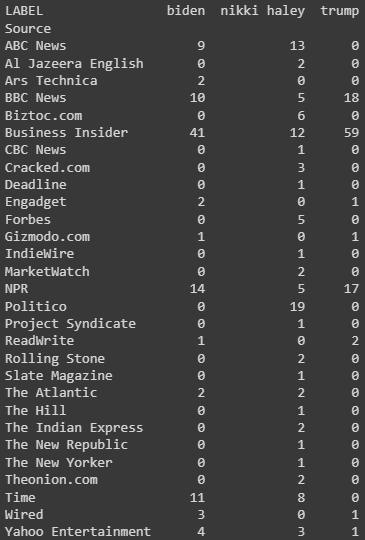 LABEL biden nikki haley trump
Source
ABC News 9 13 0
Al Jazeera English 0 2 0
Ars Technica 2 0 0
BBC News 10 5 18
Biztoc.com 0 6 0
Business Insider 41 12 59
CBC News 0 1 0
Cracked.com 0 3 0
Deadline 0 1 0
Engadget 2 0 1
Forbes 0 5 0
Gizmodo.com 1 0 1
IndieWire 0 1 0
MarketWatch 0 2 0
NPR 14 5 17
Politico 0 19 0
Project Syndicate 0 1 0
ReadWrite 1 0 2
Rolling Stone 0 2 0
Slate Magazine 0 1 0
The Atlantic 2 2 0
The Hill 0 1 0
The Indian Express 0 2 0
The New Republic 0 1 0
The New Yorker 0 1 0
Theonion.com 0 2 0
Time 11 8 0
Wired 3 0 1
Yahoo Entertainment 4 3 1